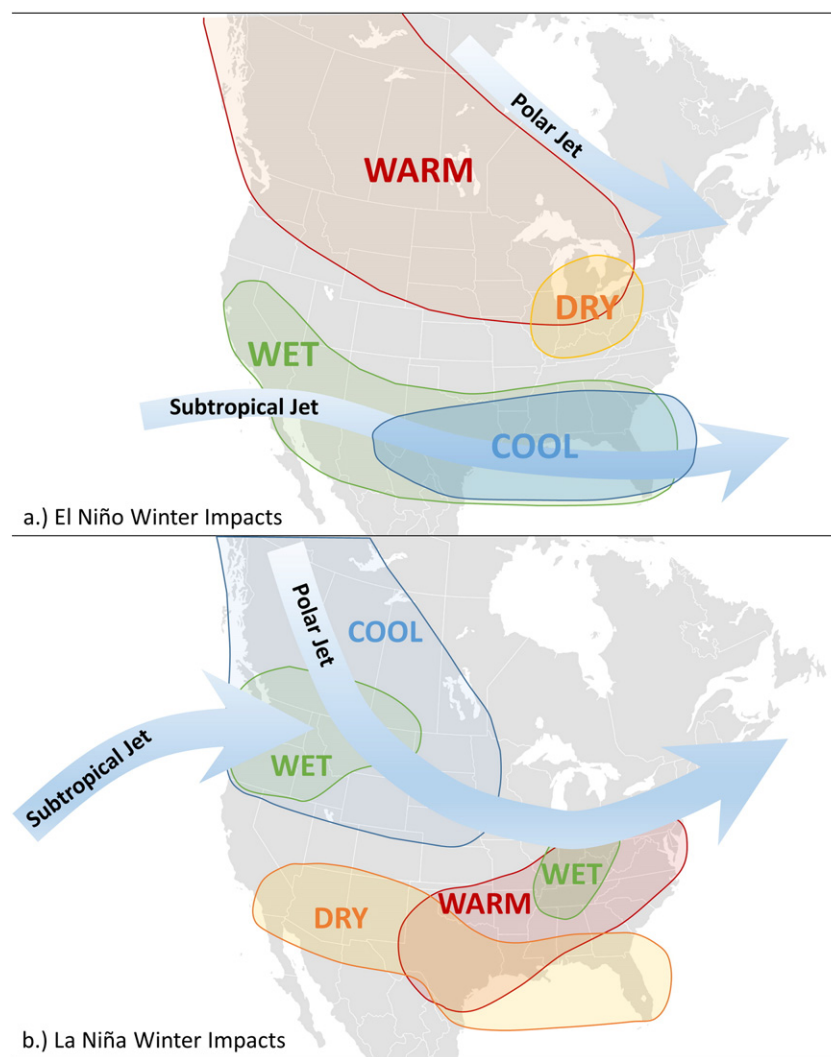 Polar Jet
WARM
DRY
WET
Subtropical Jet
COOL
a.) El Niño Winter Impacts
COOL
Polar Jet
WET
Subtropical Jet
WET
WARM
DRY
b.) La Niña Winter Impacts